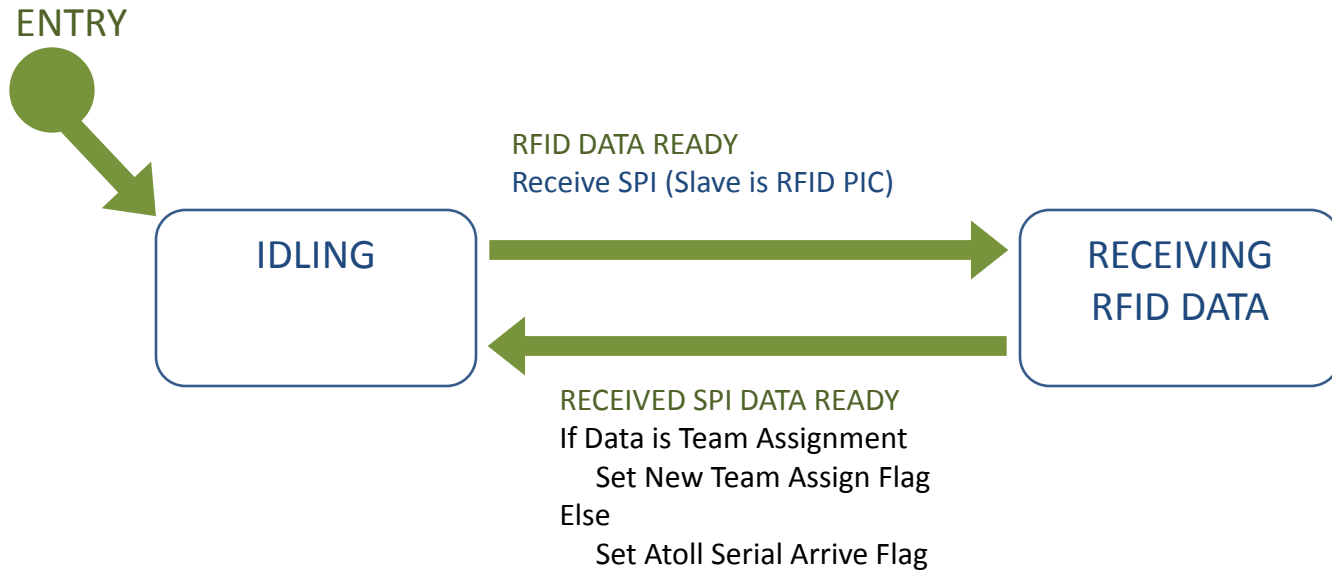 ENTRY
RFID DATA READY
Receive SPI (Slave is RFID PIC)
IDLING
RECEIVING
RFID DATA
RECEIVED SPI DATA READY
If Data is Team Assignment
Set New Team Assign Flag
Else
Set Atoll Serial Arrive Flag